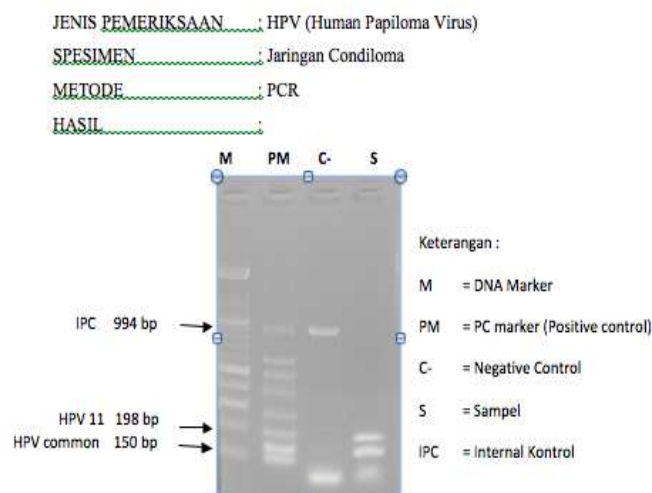 JENIS PEMERIKSAAN : HPV (Human Papiloma Virus)
SPESIMEN : Jaringan Condiloma
METODE : PCR
HASIL :
M PM C- S
IPC 994 bp
HPV 11 198 bp
HPV common 150 bp
Keterangan :
M = DNA Marker
PM = PC marker (Positive control)
C- = Negative Control
S = Sampel
IPC = Internal Kontrol